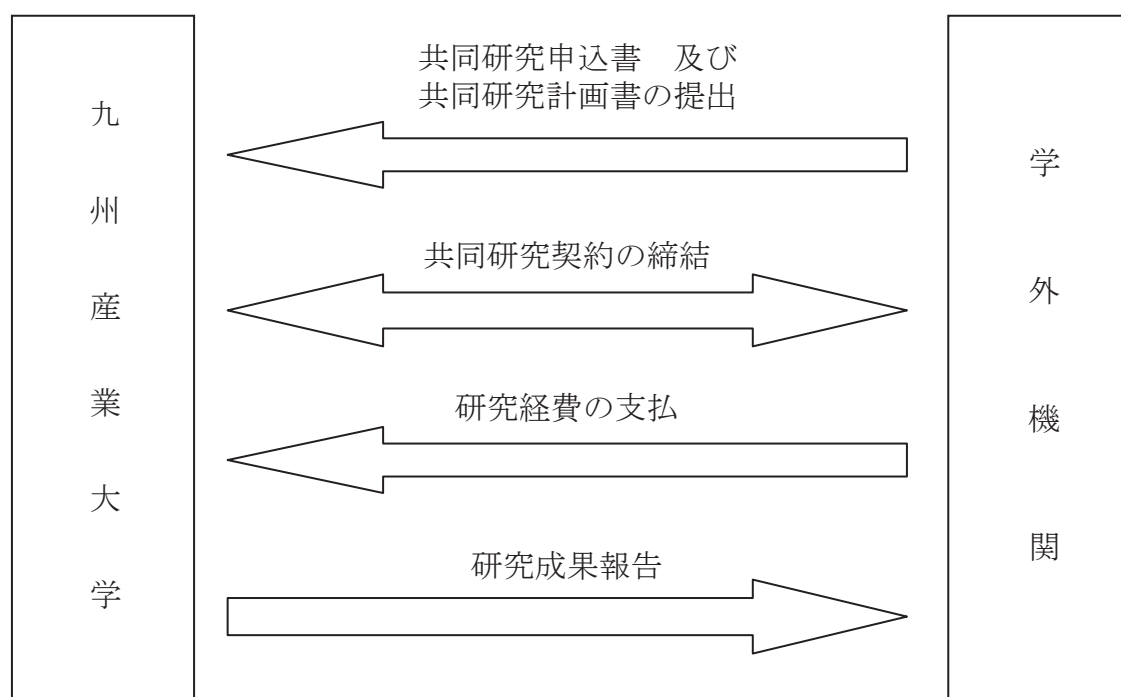 九州産業大学
共同研究申込書　及び
共同研究計画書の提出
共同研究契約の締結
研究経費の支払
研究成果報告
学外機関